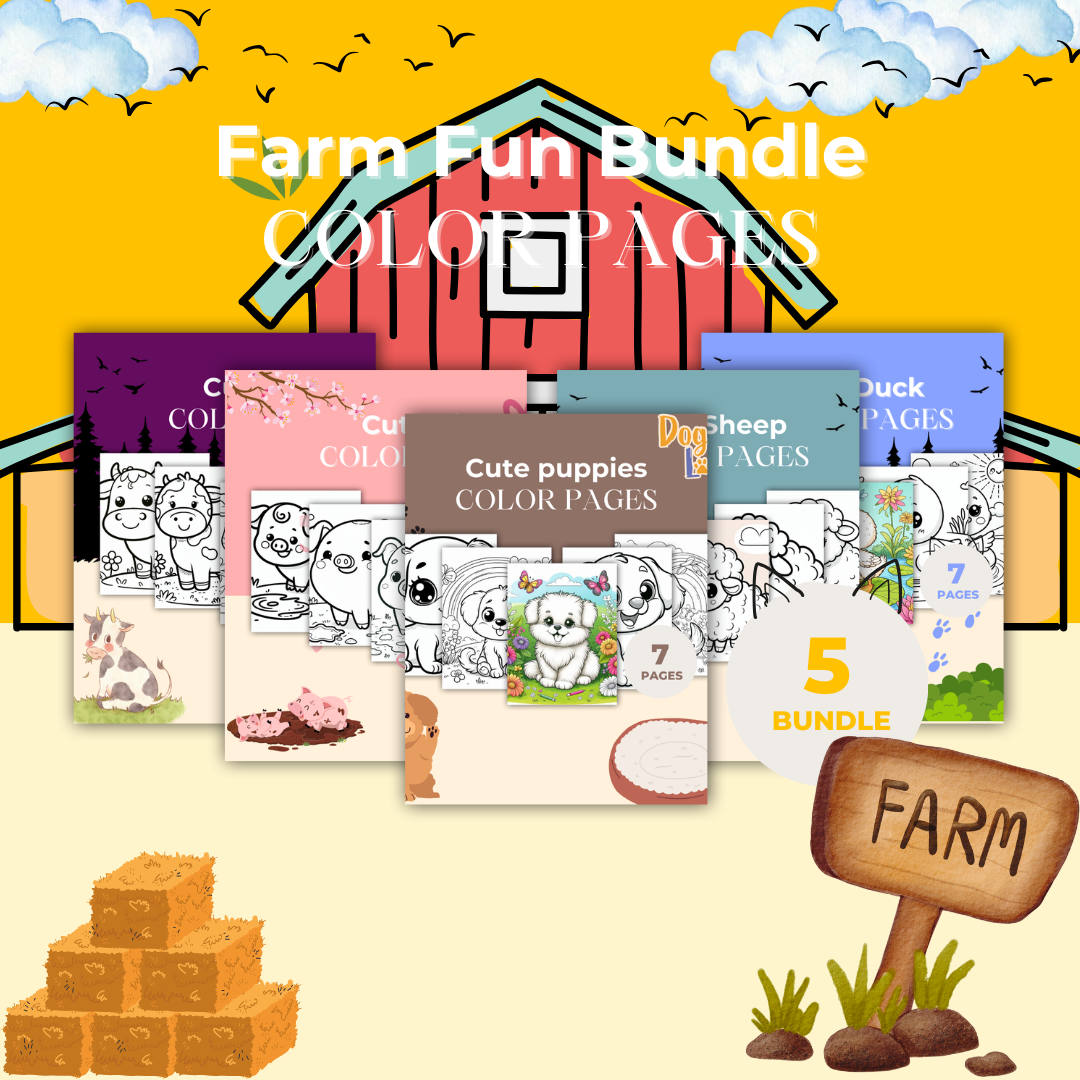 Farm Fun Bundle
COLOR PAGES
Duck
PAGES
Sheep
PAGES
Cute puppies
COLOR PAGES
Dog
7
PAGES
7
PAGES
5
BUNDLE
FARM